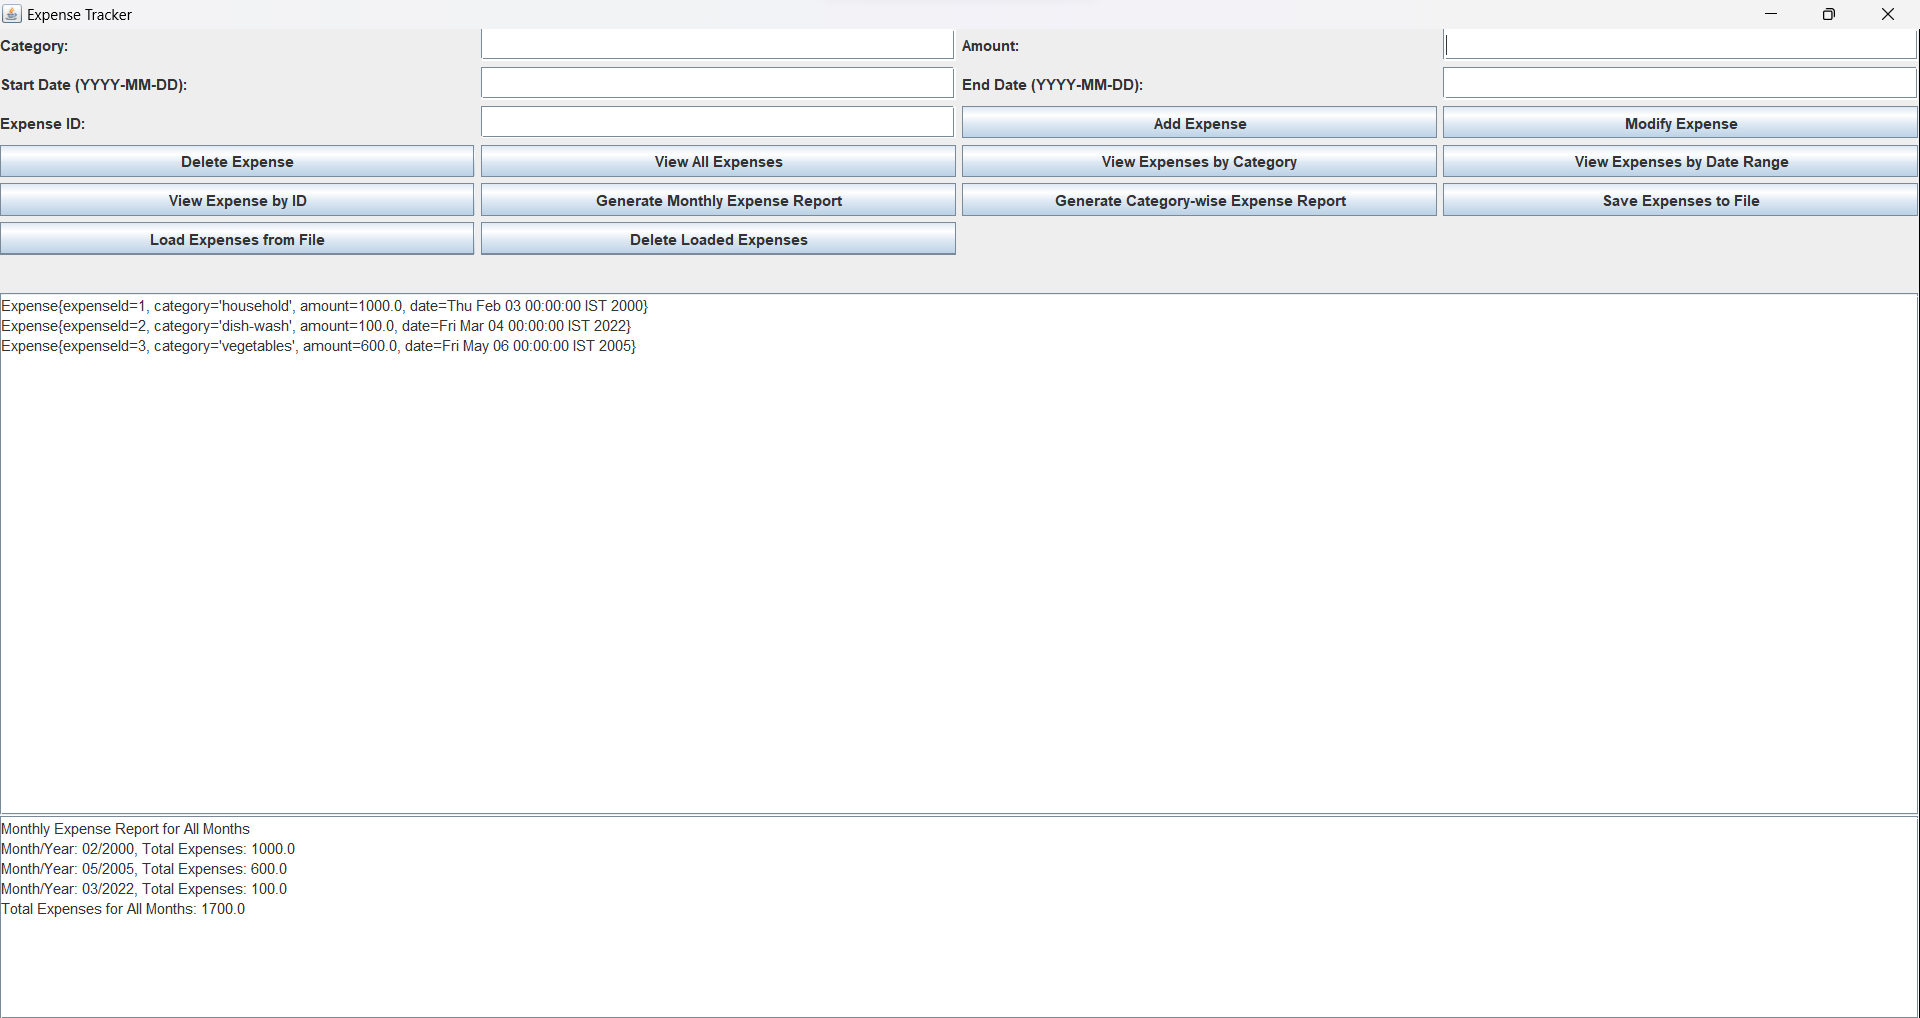 Expense Tracker
Category:
Amount:
Start Date (YYYY-MM-DD):
End Date (YYYY-MM-DD):
Expense ID:
Add Expense
Modify Expense
Delete Expense
View All Expenses
View Expenses by Category
View Expenses by Date Range
View Expense by ID
Generate Monthly Expense Report
Generate Category-wise Expense Report
Save Expenses to File
Load Expenses from File
Delete Loaded Expenses
Expense{expenseId=1, category='household', amount=1000.0, date=Thu Feb 03 00:00:00 IST 2000}
Expense{expenseId=2, category='dish-wash', amount=100.0, date=Fri Mar 04 00:00:00 IST 2022}
Expense{expenseId=3, category='vegetables', amount=600.0, date=Fri May 06 00:00:00 IST 2005}
Monthly Expense Report for All Months
Month/Year: 02/2000, Total Expenses: 1000.0
Month/Year: 05/2005, Total Expenses: 600.0
Month/Year: 03/2022, Total Expenses: 100.0
Total Expenses for All Months: 1700.0